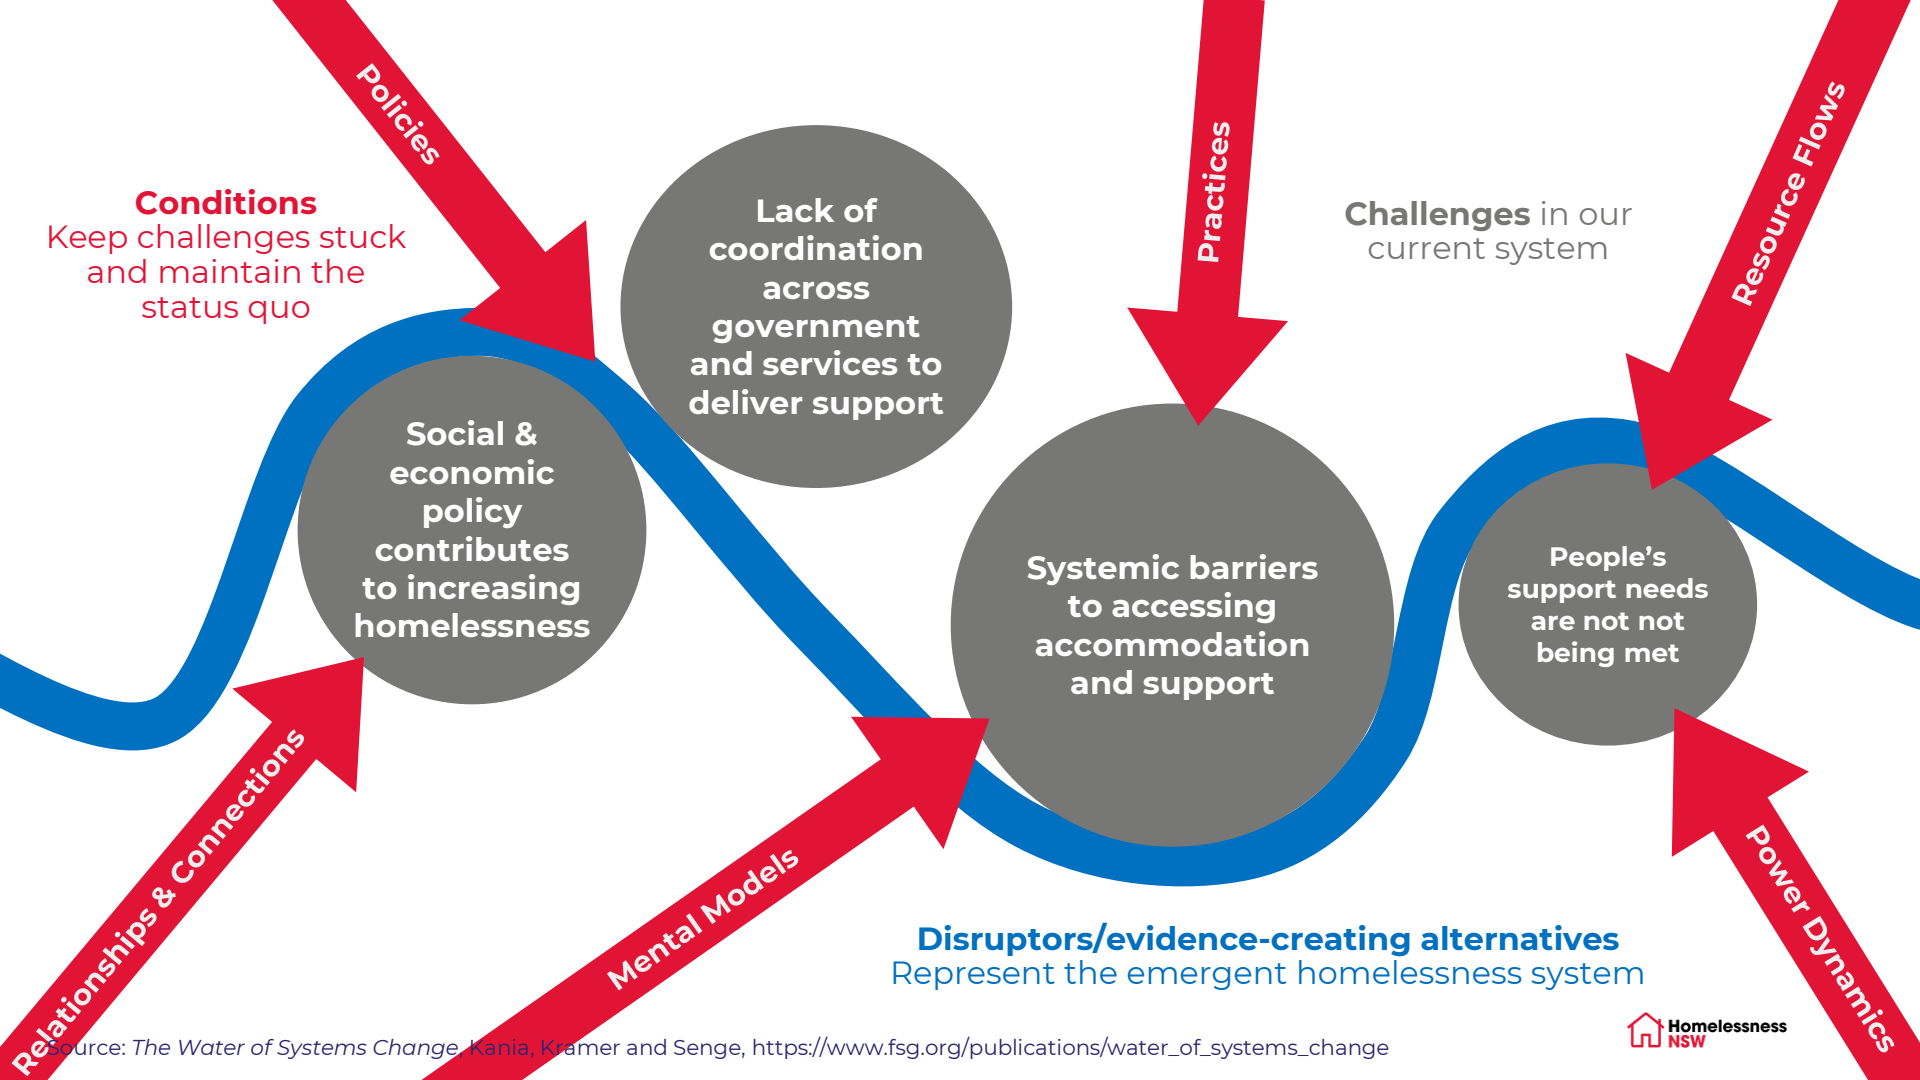 Policies
Practices
Resource Flows
Conditions
Keep challenges stuck
and maintain the
status quo
Lack of
coordination
across
government
and services to
deliver support
Challenges in our
current system
Social &
economic
policy
contributes
to increasing
homelessness
Systemic barriers
to accessing
accommodation
and support
People’s
support needs
are not not
being met
Relationships & Connections
Mental Models
Power Dynamics
Disruptors/evidence-creating alternatives
Represent the emergent homelessness system
Source: The Water of Systems Change, Kania, Kramer and Senge, https://www.fsg.org/publications/water_of_systems_change
Homelessness
NSW